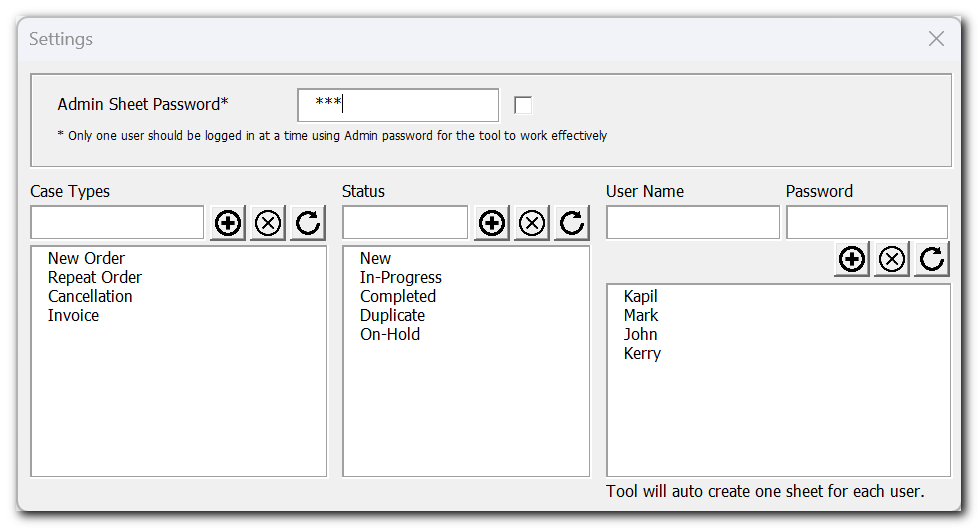 Settings
Admin Sheet Password*
***
* Only one user should be logged in at a time using Admin password for the tool to work effectively
Case Types
New Order
Repeat Order
Cancellation
Invoice
Status
New
In-Progress
Completed
Duplicate
On-Hold
User Name Password
Kapil
Mark
John
Kerry
Tool will auto create one sheet for each user.